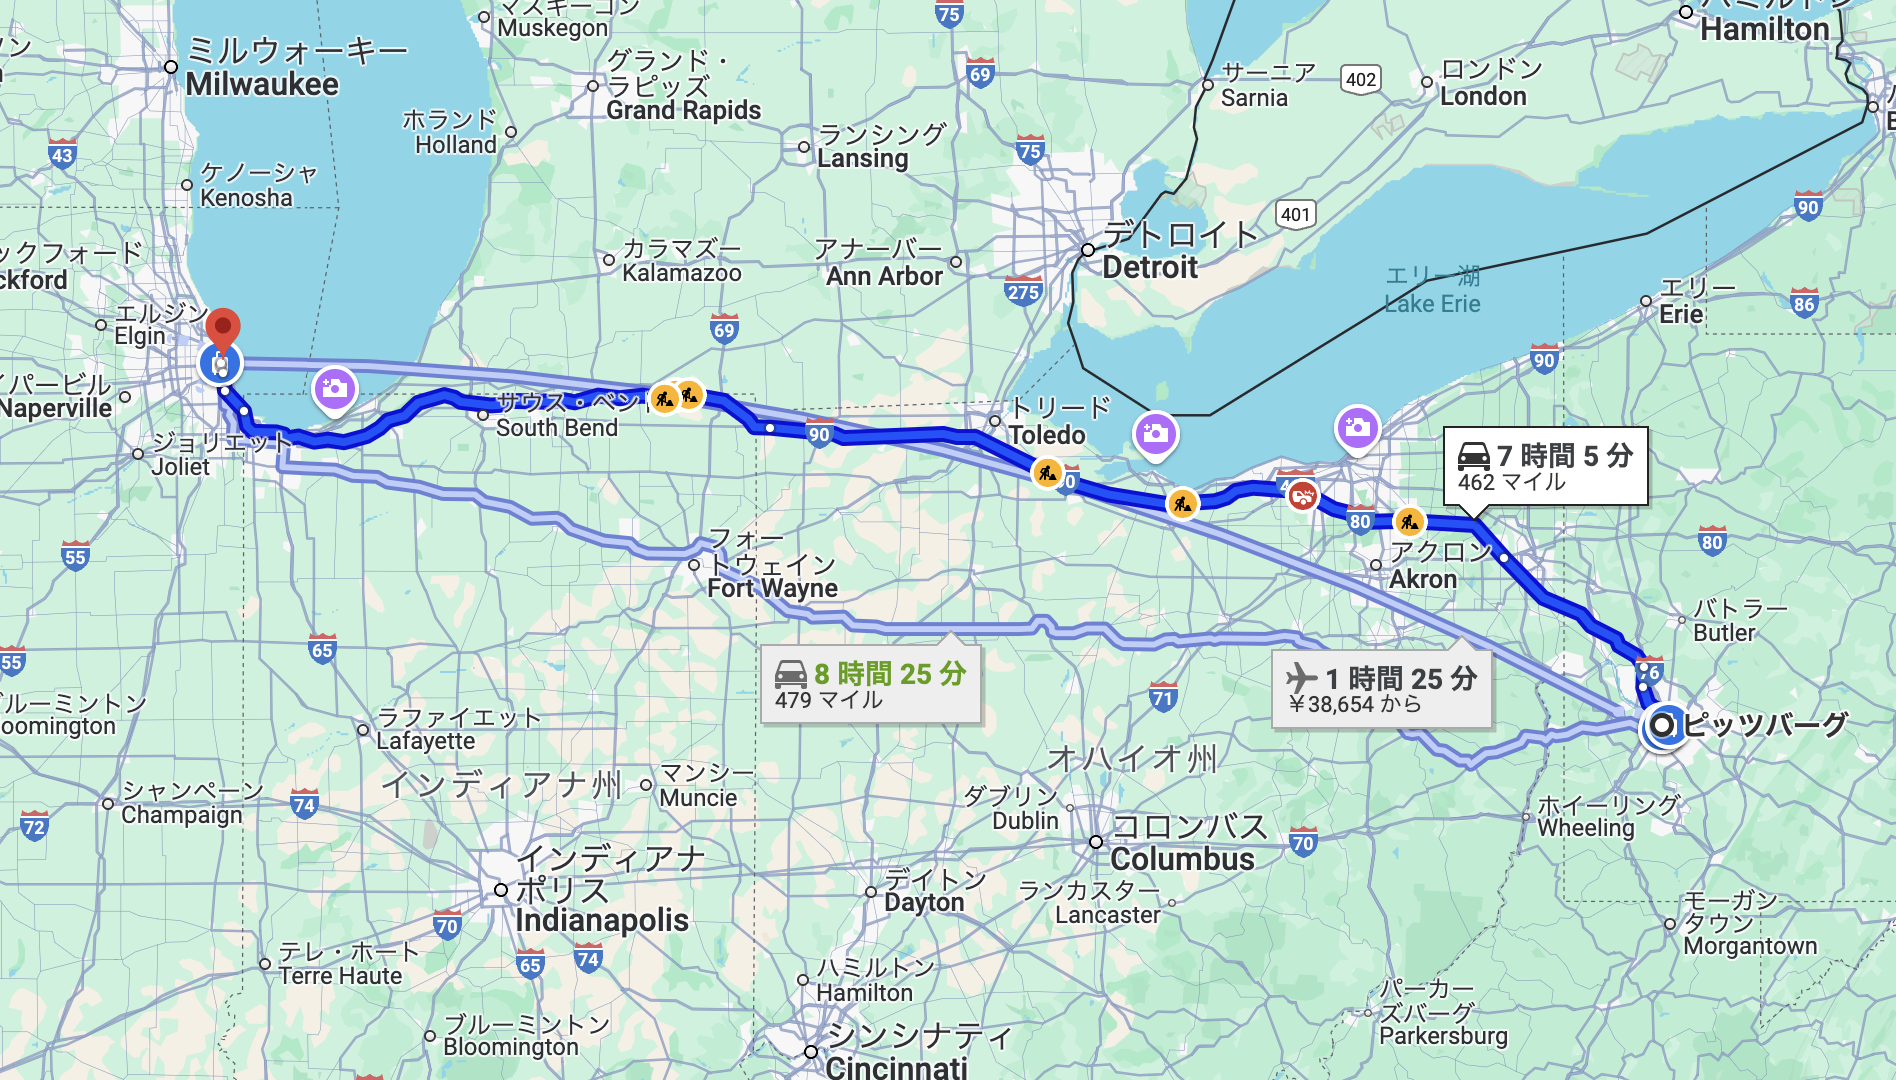 マスキーゴン
Muskegon
75
ハミルトン
Hamilton
ミルウォーキー
Milwaukee
グランド・
ラピッズ
Grand Rapids
69
サーニア
Sarnia
402
ロンドン
London
ホランド
Holland
ランシング
Lansing
75
43
ケノーシャ
Kenosha
401
90
デトロイト
Detroit
ックフォード
ckford
カラマズー
Kalamazoo
アナーバー
Ann Arbor
275
エリー湖
Lake Erie
エリー
Erie
86
エルジン
Elgin
69
90
イパービル
Naperville
サウス・ベンド
South Bend
トリード
Toledo
90
ジョリエット
Joliet
7 時間 5 分
462 マイル
80
80
55
フォー
トウェイン
Fort Wayne
アクロン
Akron
バトラー
Butler
65
55
8 時間 25 分
479 マイル
1 時間 25 分
¥38,654 から
76
71
ピッツバーグ
ブルーミントン
oomington
ラファイエット
Lafayette
オハイオ州
インディアナ州
マンシー
Muncie
シャンペーン
Champaign
74
72
ダブリン
Dublin
コロンバス
Columbus
70
ホイーリング
Wheeling
インディアナ
ポリス
Indianapolis
デイトン
Dayton
ランカスター
Lancaster
モーガン
タウン
Morgantown
70
65
74
テレ・ホート
Terre Haute
ハミルトン
Hamilton
パーカー
ズバーグ
Parkersburg
ブルーミントン
Bloomington
シンシナティ
Cincinnati